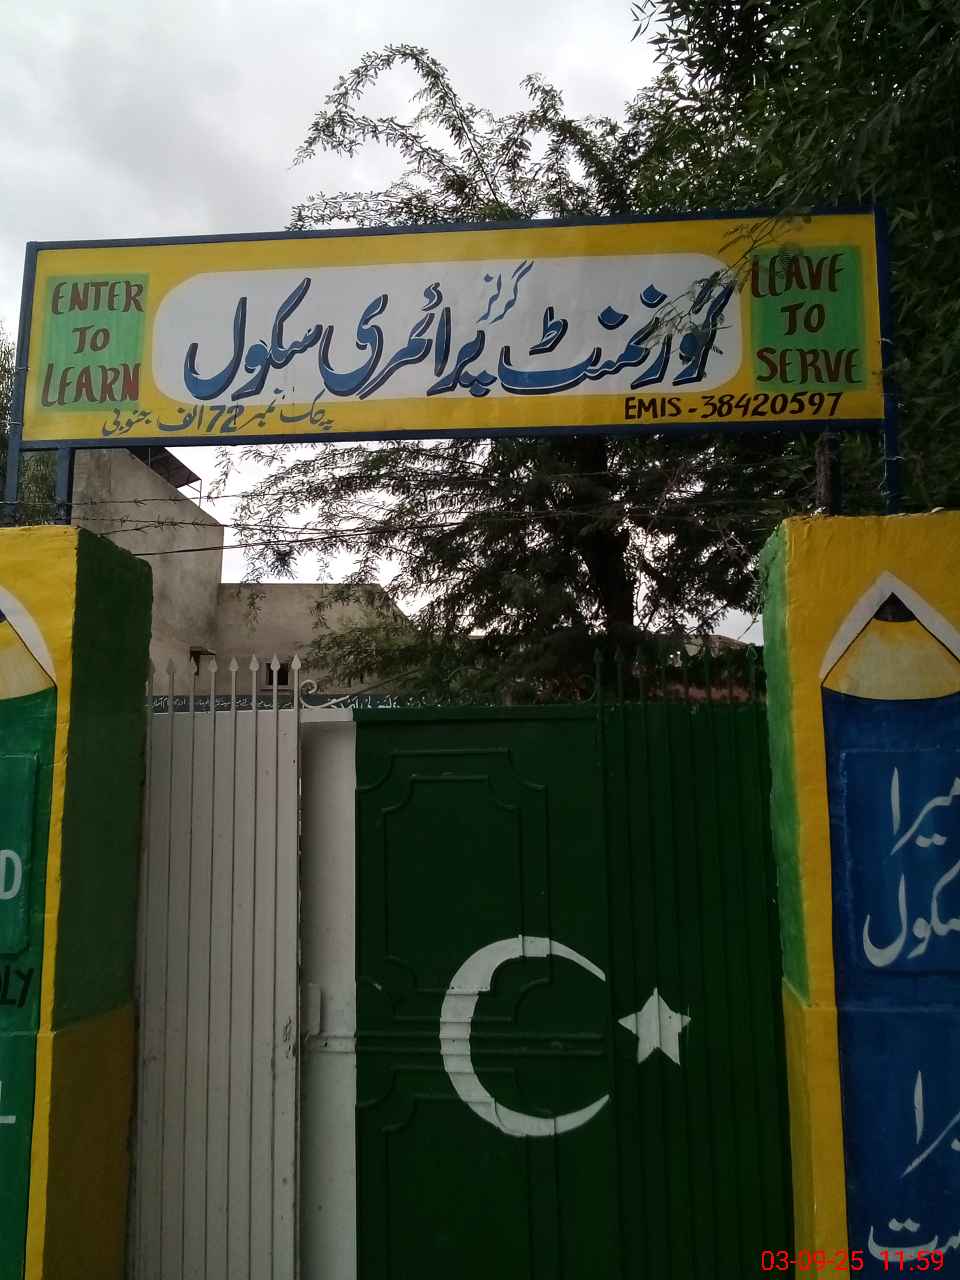 ENTER
TO
LEARN
گورنمنٹ گرلز پرائمری سکول
LEAVE
TO
SERVE
چک نمبر 72 الف جنوبی
EMIS - 38420597
D
LY
L
میرا
سکول
03-09-25 11.59